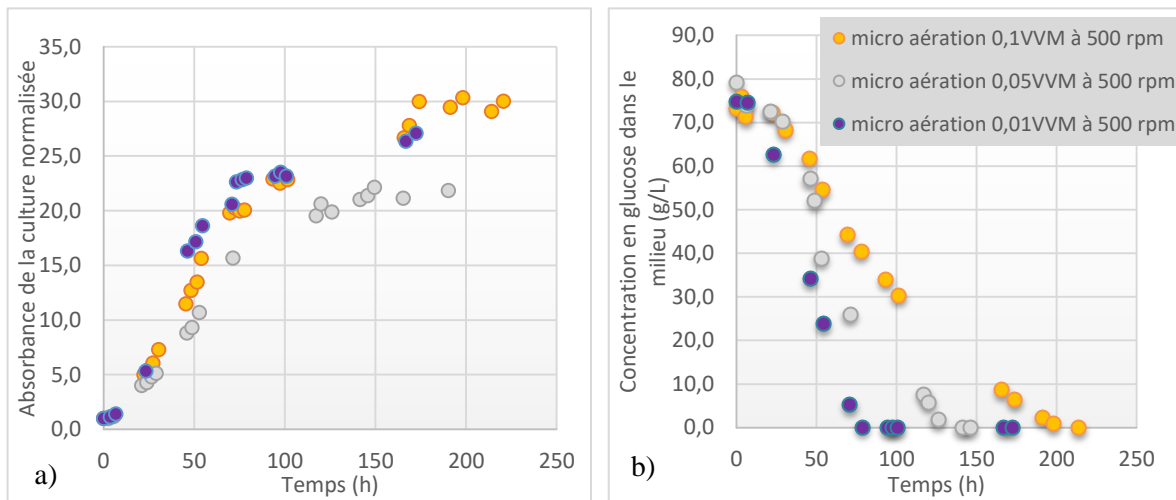 Absorbance de la culture normalisée
35,0
30,0
25,0
20,0
15,0
10,0
5,0
0,0
0 50 100 150 200 250
Temps (h)
a)
Concentration en glucose dans le
milieu (g/L)
90,0
80,0
70,0
60,0
50,0
40,0
30,0
20,0
10,0
0,0
0 50 100 150 200 250
Temps (h)
b)
micro aération 0,1VVM à 500 rpm
micro aération 0,05VVM à 500 rpm
micro aération 0,01VVM à 500 rpm